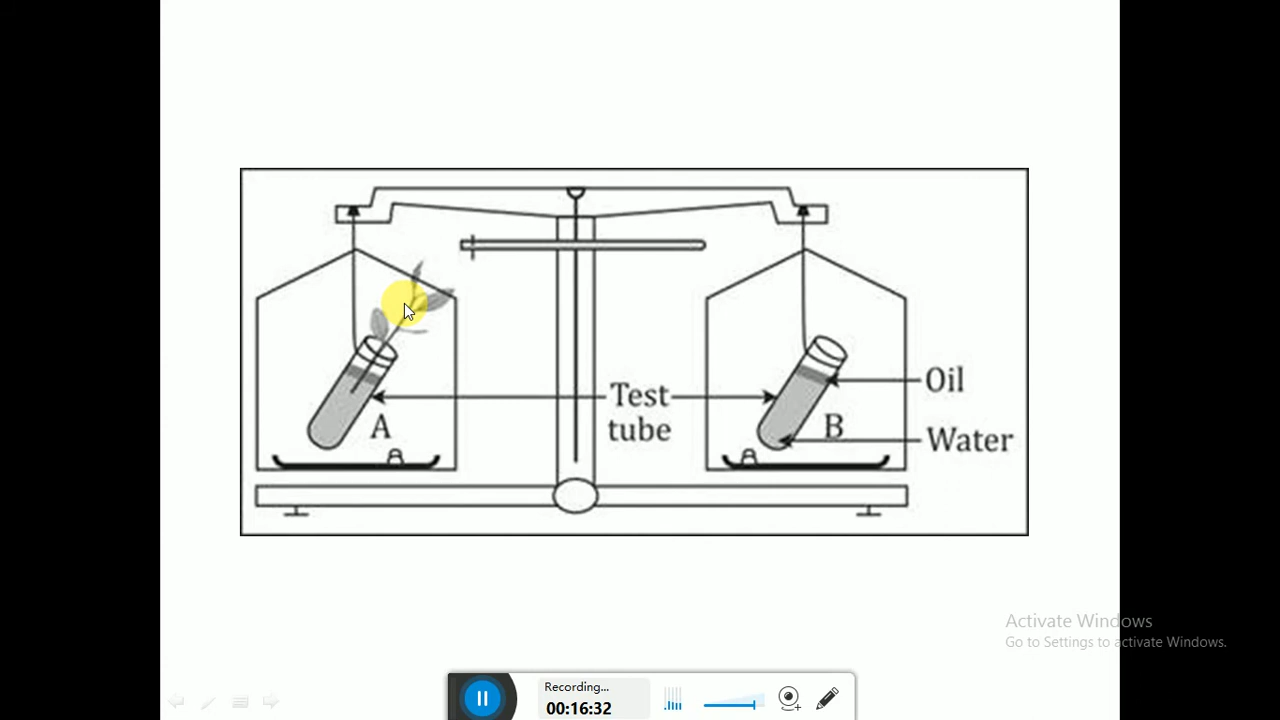 Oil
Test
tube
A
B
Water
Activate Windows
Go to Settings to activate Windows.
Recording...
00:16:32